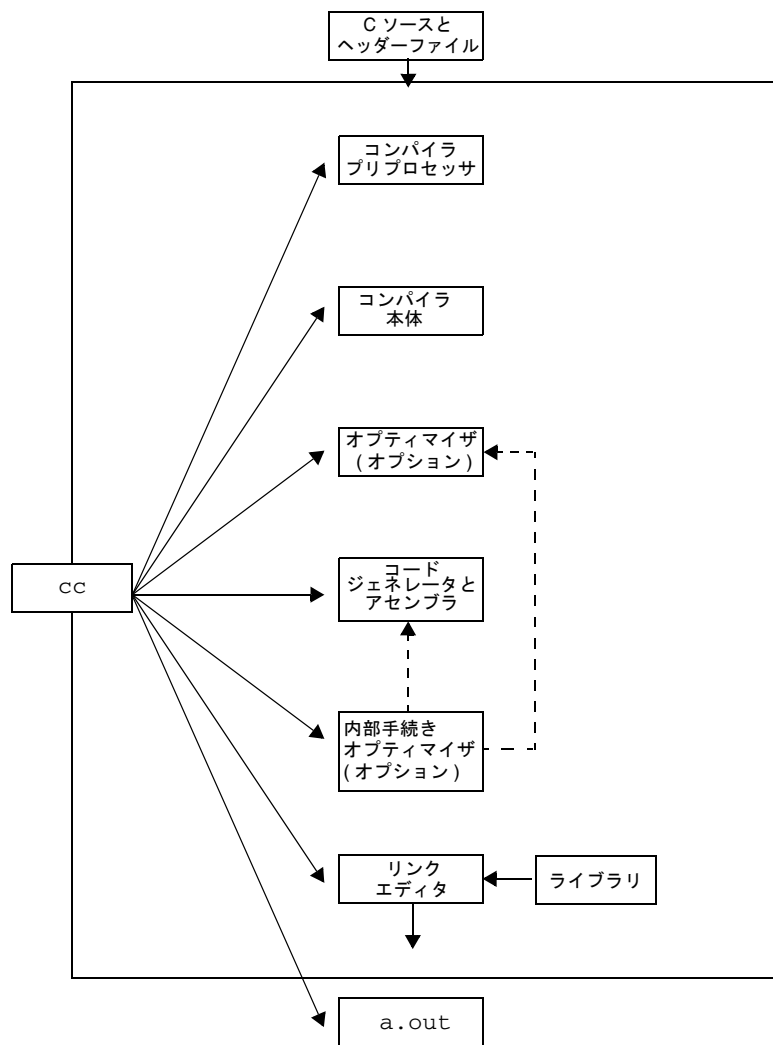 C ソースと
ヘッダーファイル
コンパイラ
プリプロセッサ
コンパイラ
本体
オプティマイザ
(オプション)
コード
ジェネレータと
アセンブラ
cc
内部手続き
オプティマイザ
(オプション)
リンク
エディタ
ライブラリ
a.out